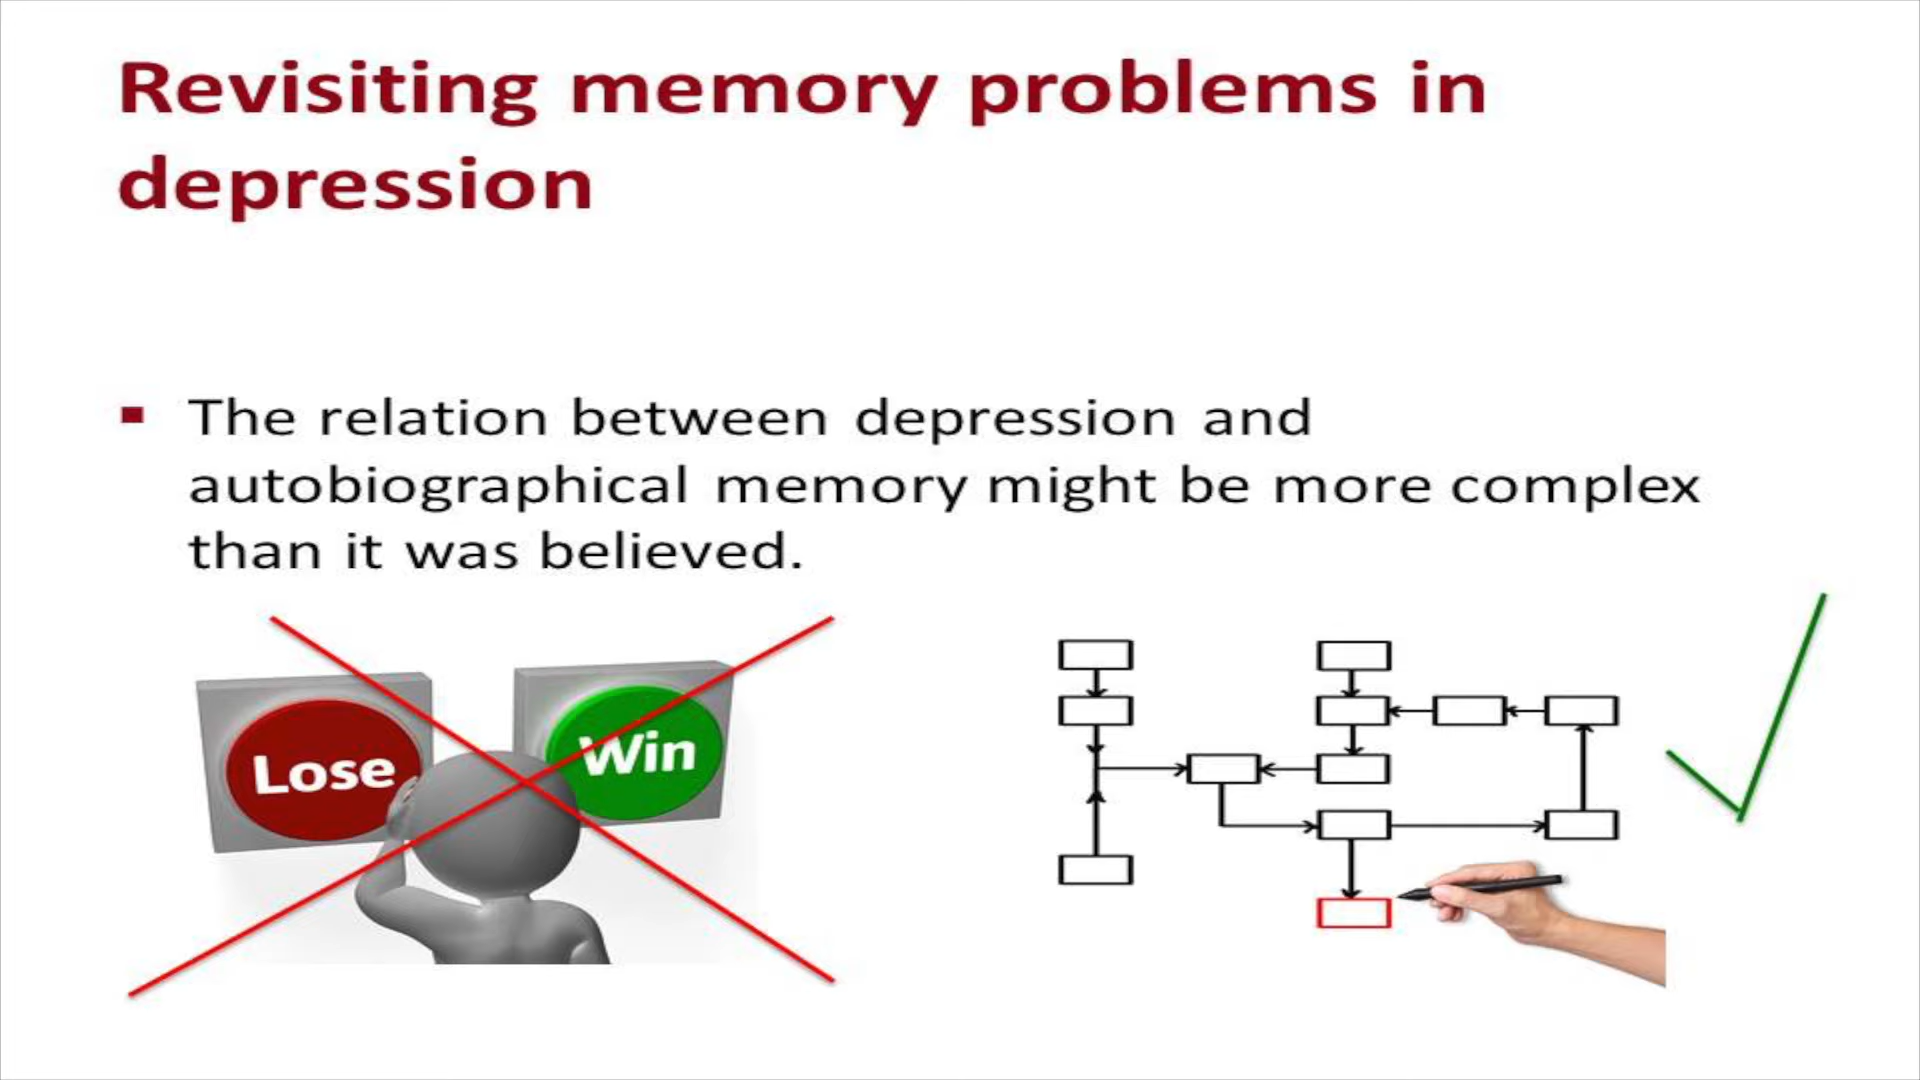 Revisiting memory problems in
depression
The relation between depression and
autobiographical memory might be more complex
than it was believed.
Lose
Win